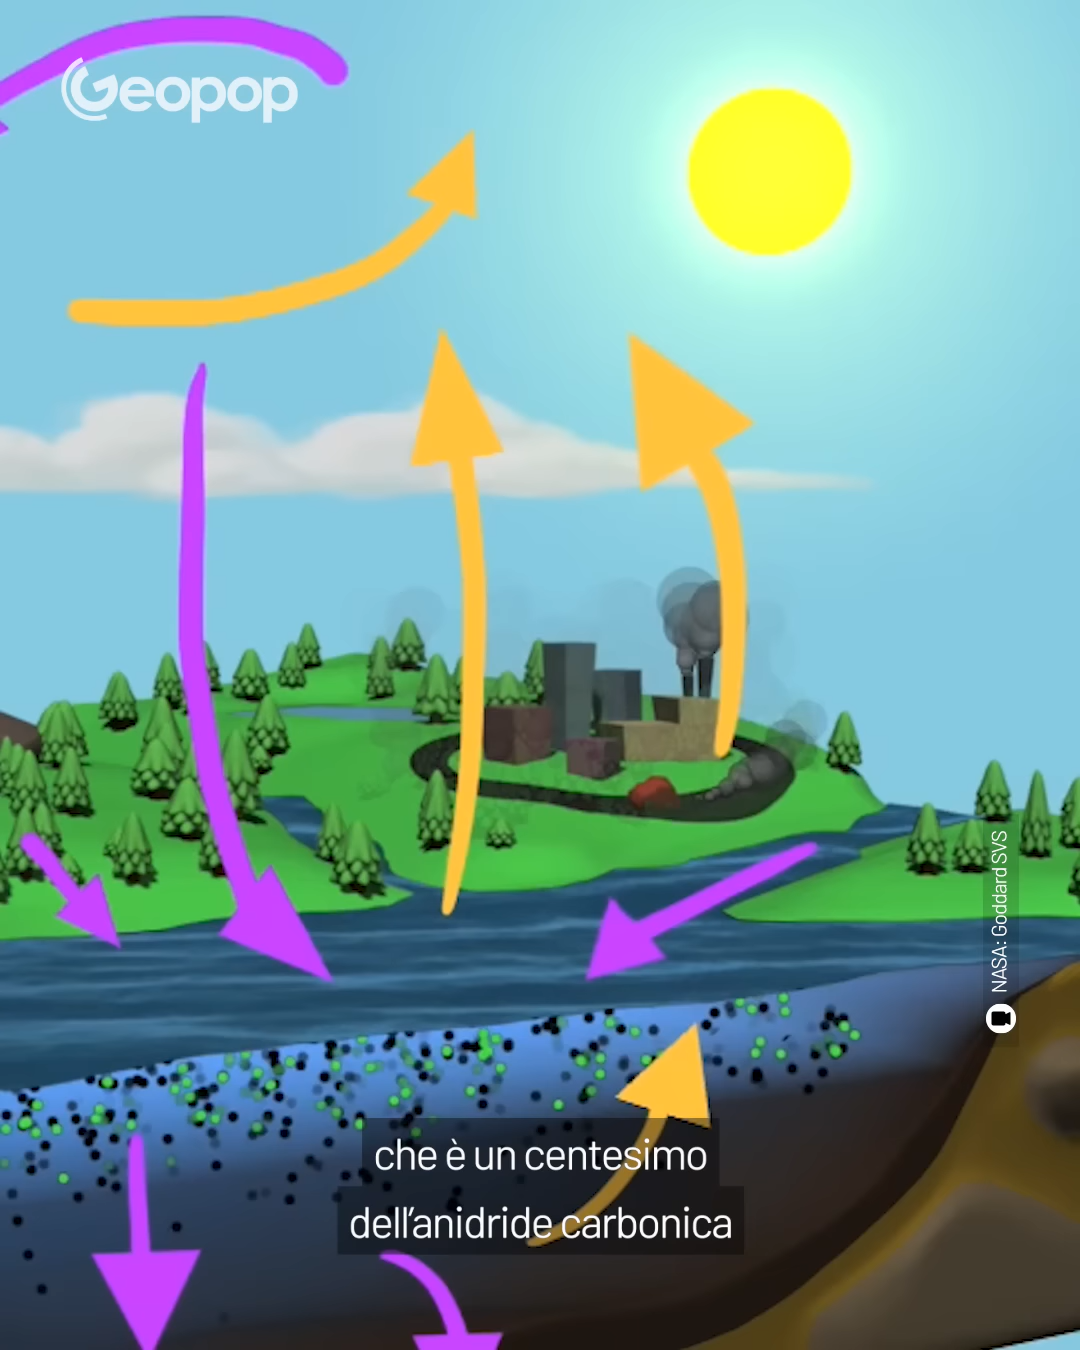 Geopop
NASA: Goddard SVS
che è un centesimo
dell'anidride carbonica